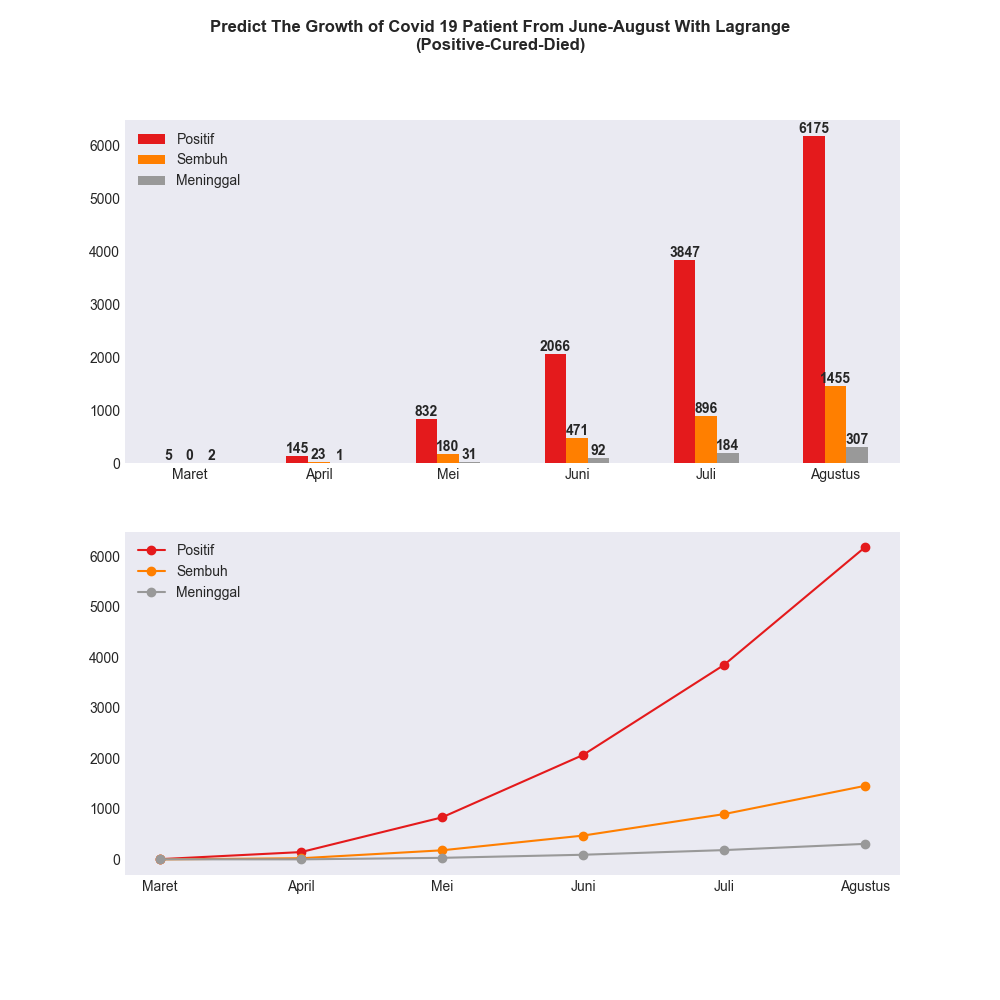 Predict The Growth of Covid 19 Patient From June-August With Lagrange
(Positive-Cured-Died)
Positif
Sembuh
Meninggal
6000
5000
4000
3000
2000
1000
0
5 0 2
145 23 1
832 180 31
2066 471 92
3847 896 184
6175 1455 307
Maret April Mei Juni Juli Agustus
Positif
Sembuh
Meninggal
6000
5000
4000
3000
2000
1000
0
Maret April Mei Juni Juli Agustus